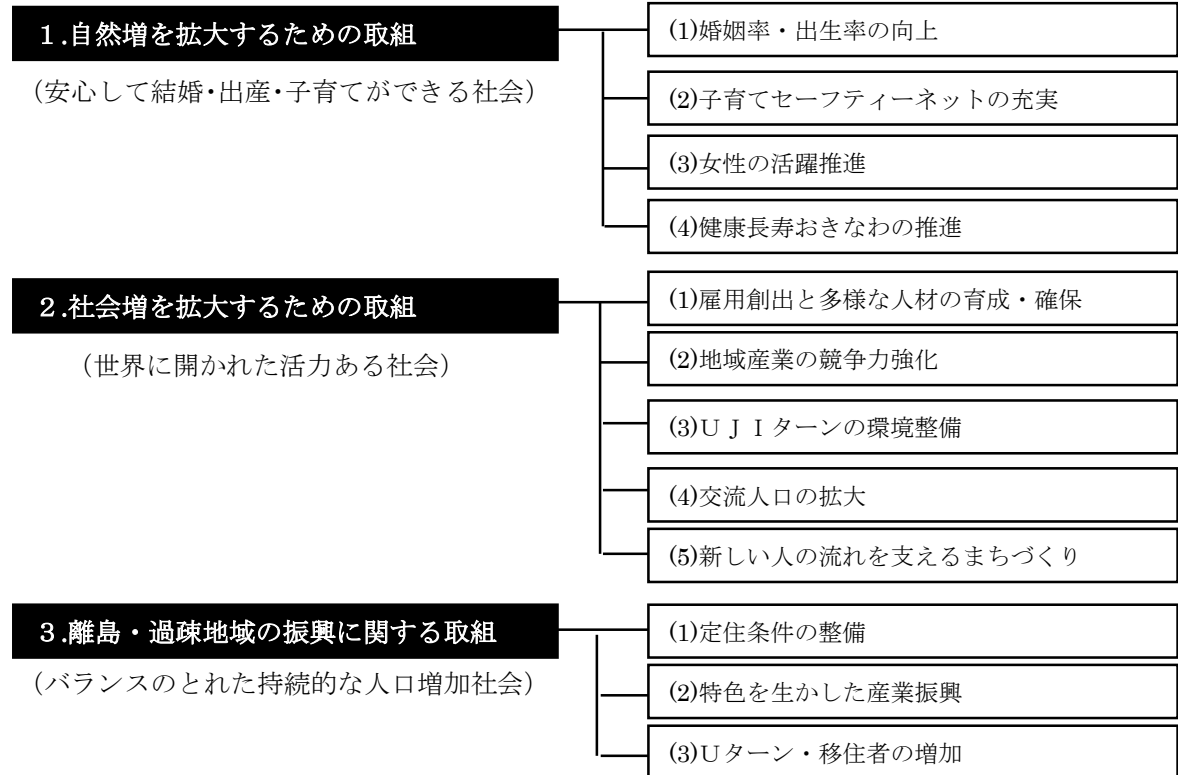 １.自然増を拡大するための取組
（安心して結婚･出産･子育てができる社会）
(1)婚姻率・出生率の向上
(2)子育てセーフティーネットの充実
(3)女性の活躍推進
(4)健康長寿おきなわの推進
２.社会増を拡大するための取組
（世界に開かれた活力ある社会）
(1)雇用創出と多様な人材の育成・確保
(2)地域産業の競争力強化
(3)ＵＪＩターンの環境整備
(4)交流人口の拡大
(5)新しい人の流れを支えるまちづくり
３.離島・過疎地域の振興に関する取組
（バランスのとれた持続的な人口増加社会）
(1)定住条件の整備
(2)特色を生かした産業振興
(3)Ｕターン・移住者の増加